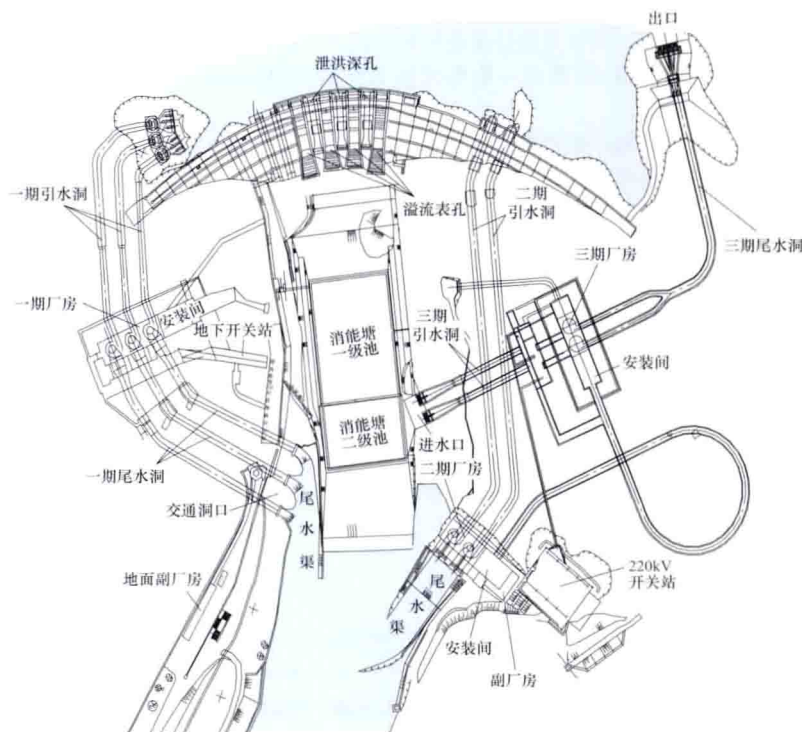 出口
泄洪深孔
一期引水洞
溢流表孔
二期
引水洞
三期尾水洞
三期厂房
一期厂房
安装间
地下开关站
三期
引水洞
消能塘
一级池
安装间
消能塘
二级池
进水口
二期厂房
一期尾水洞
交通洞口
尾
水
渠
地面副厂房
尾
水
渠
220kV
开关站
安装间
副厂房